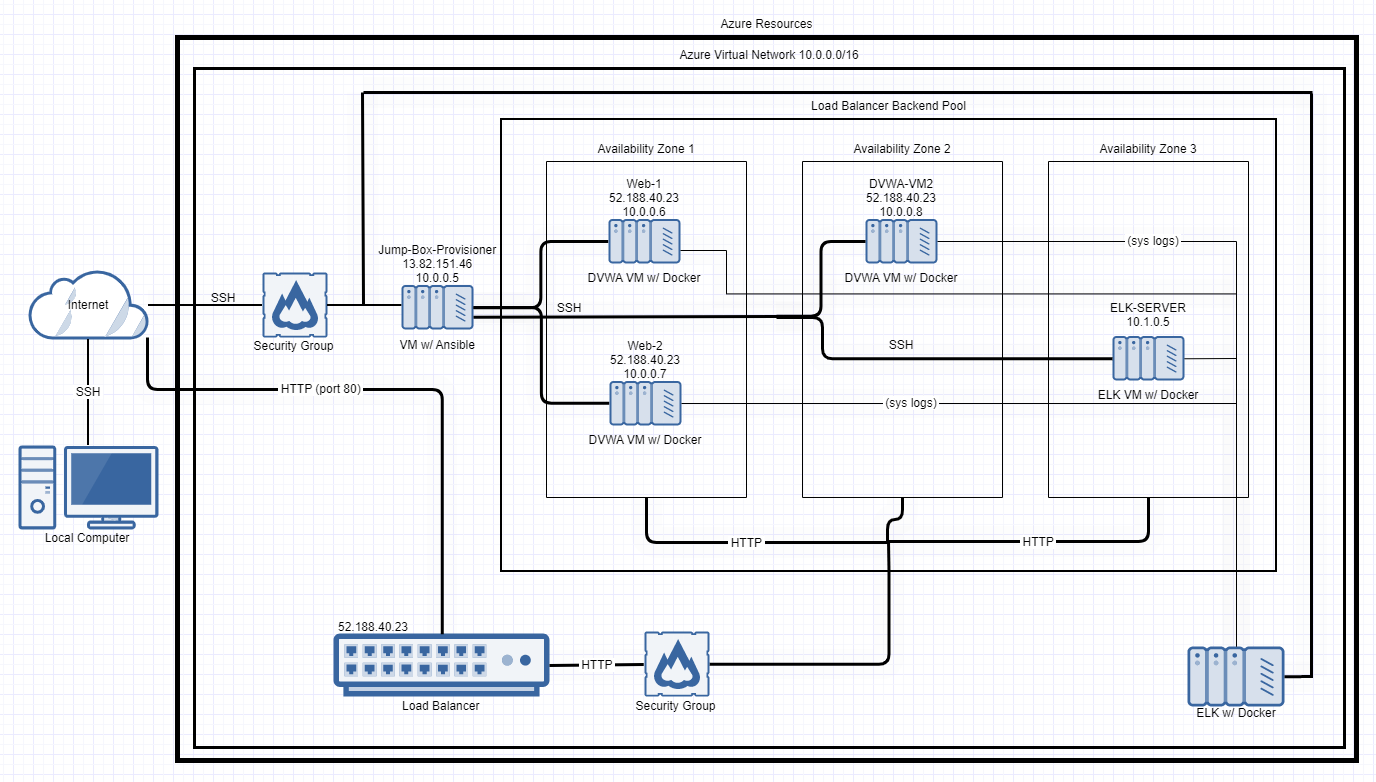 Azure Resources
Azure Virtual Network 10.0.0.0/16
Load Balancer Backend Pool
Availability Zone 1
Availability Zone 2
Availability Zone 3
Web-1
52.188.40.23
10.0.0.6
DVWA VM w/ Docker
DVWA-VM2
52.188.40.23
10.0.0.8
DVWA VM w/ Docker
(sys logs)
Jump-Box-Provisioner
13.82.151.46
10.0.0.5
VM w/ Ansible
Internet
SSH
Security Group
SSH
ELK-SERVER
10.1.0.5
ELK VM w/ Docker
SSH
Web-2
52.188.40.23
10.0.0.7
DVWA VM w/ Docker
(sys logs)
SSH
HTTP (port 80)
Local Computer
HTTP
HTTP
52.188.40.23
Load Balancer
HTTP
Security Group
ELK w/ Docker